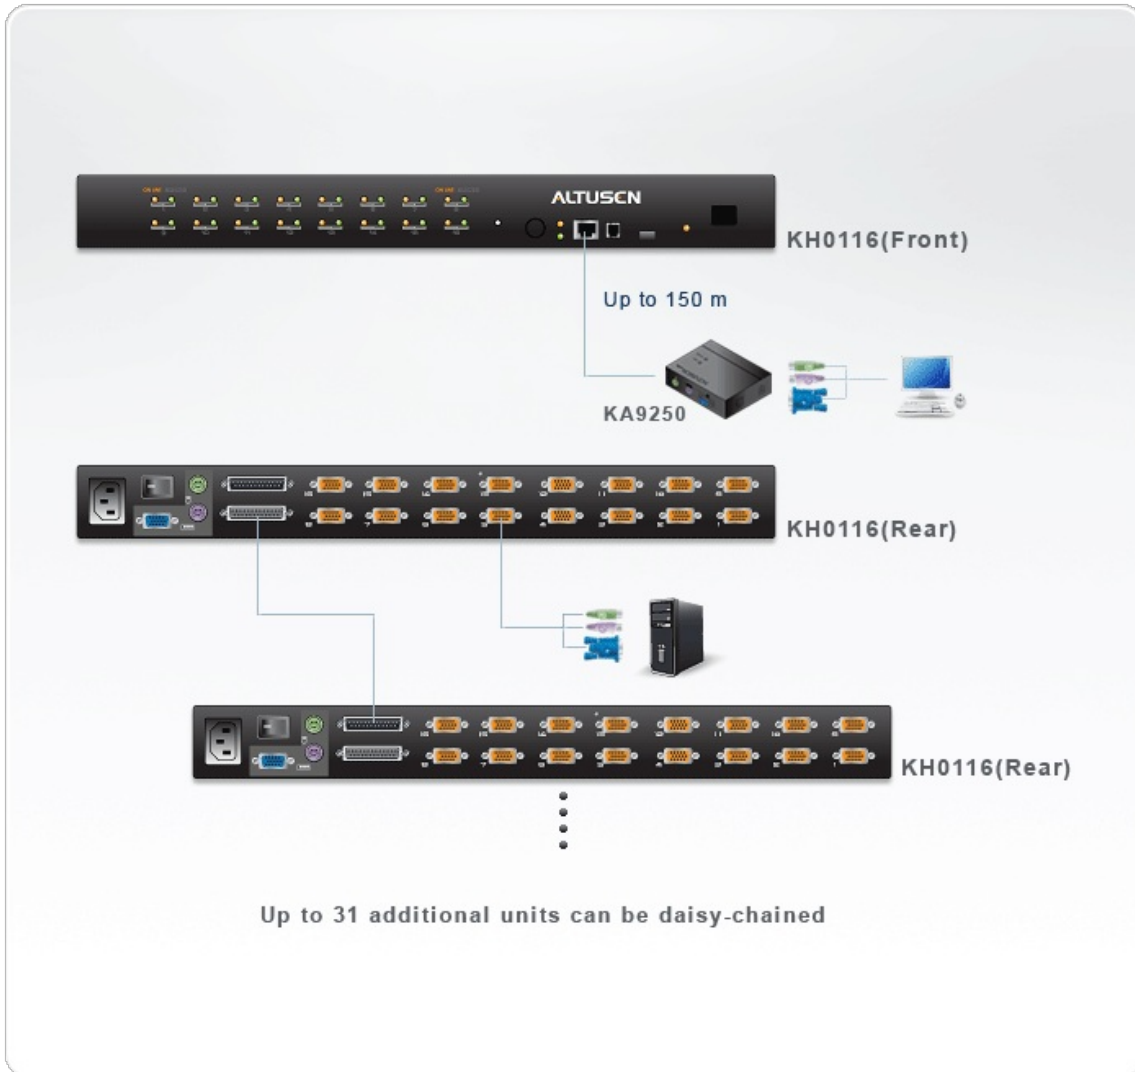 ALTUSEN
KH0116(Front)
Up to 150 m
KA9250
KH0116(Rear)
KH0116(Rear)
Up to 31 additional units can be daisy-chained